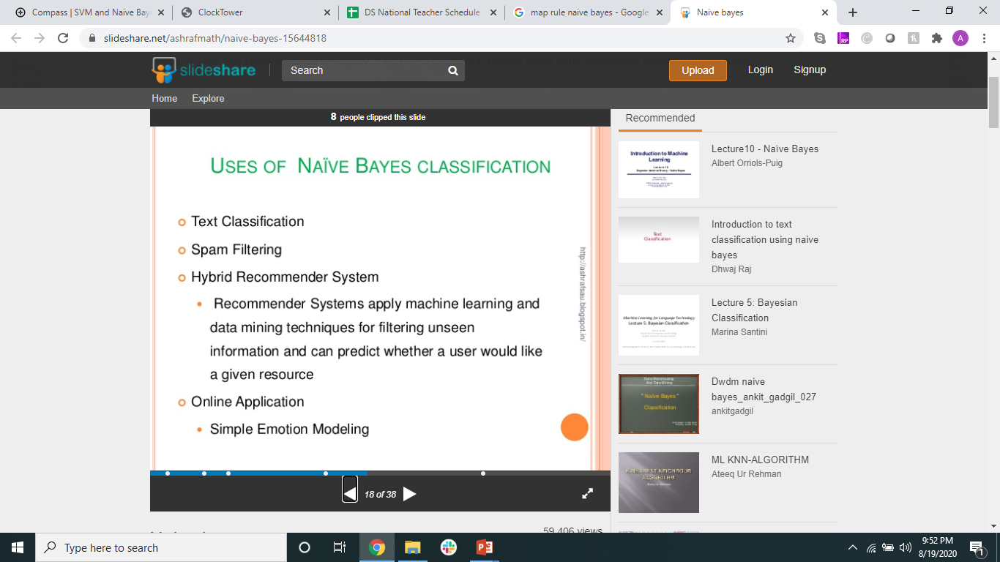 Compass | SVM and Naive Bay
ClockTower
DS National Teacher Schedule
map rule naive bayes - Google
Naive bayes
slideshare.net/ashrafmath/naive-bayes-15644818
RP
A
slideshare
Search
Upload
Login
Signup
Home
Explore
8 people clipped this slide
USES OF NAÏVE BAYES CLASSIFICATION
Text Classification
Spam Filtering
Hybrid Recommender System
Recommender Systems apply machine learning and
data mining techniques for filtering unseen
information and can predict whether a user would like
a given resource
Online Application
Simple Emotion Modeling
http://ashrafsau.blogspot.in/
18 of 38
59,406 views
Recommended
Introduction to Machine
Learning
Lecture 10
Lecture10 - Naïve Bayes
Albert Orriols-Puig
Text
Classification
Introduction to text
classification using naive
bayes
Dhwaj Raj
Machine Learning for Language Technology
Lecture 5: Bayesian Classification
Lecture 5: Bayesian
Classification
Marina Santini
Data Warehousing
And Data Mining
"Naïve Bayes"
Classification
Dwdm naive
bayes_ankit_gadgil_027
ankitgadgil
K-NEAREST NEIGHBOUR
ALGORITHM
ML KNN-ALGORITHM
Ateeq Ur Rehman
Type here to search
9:52 PM
8/19/2020
1